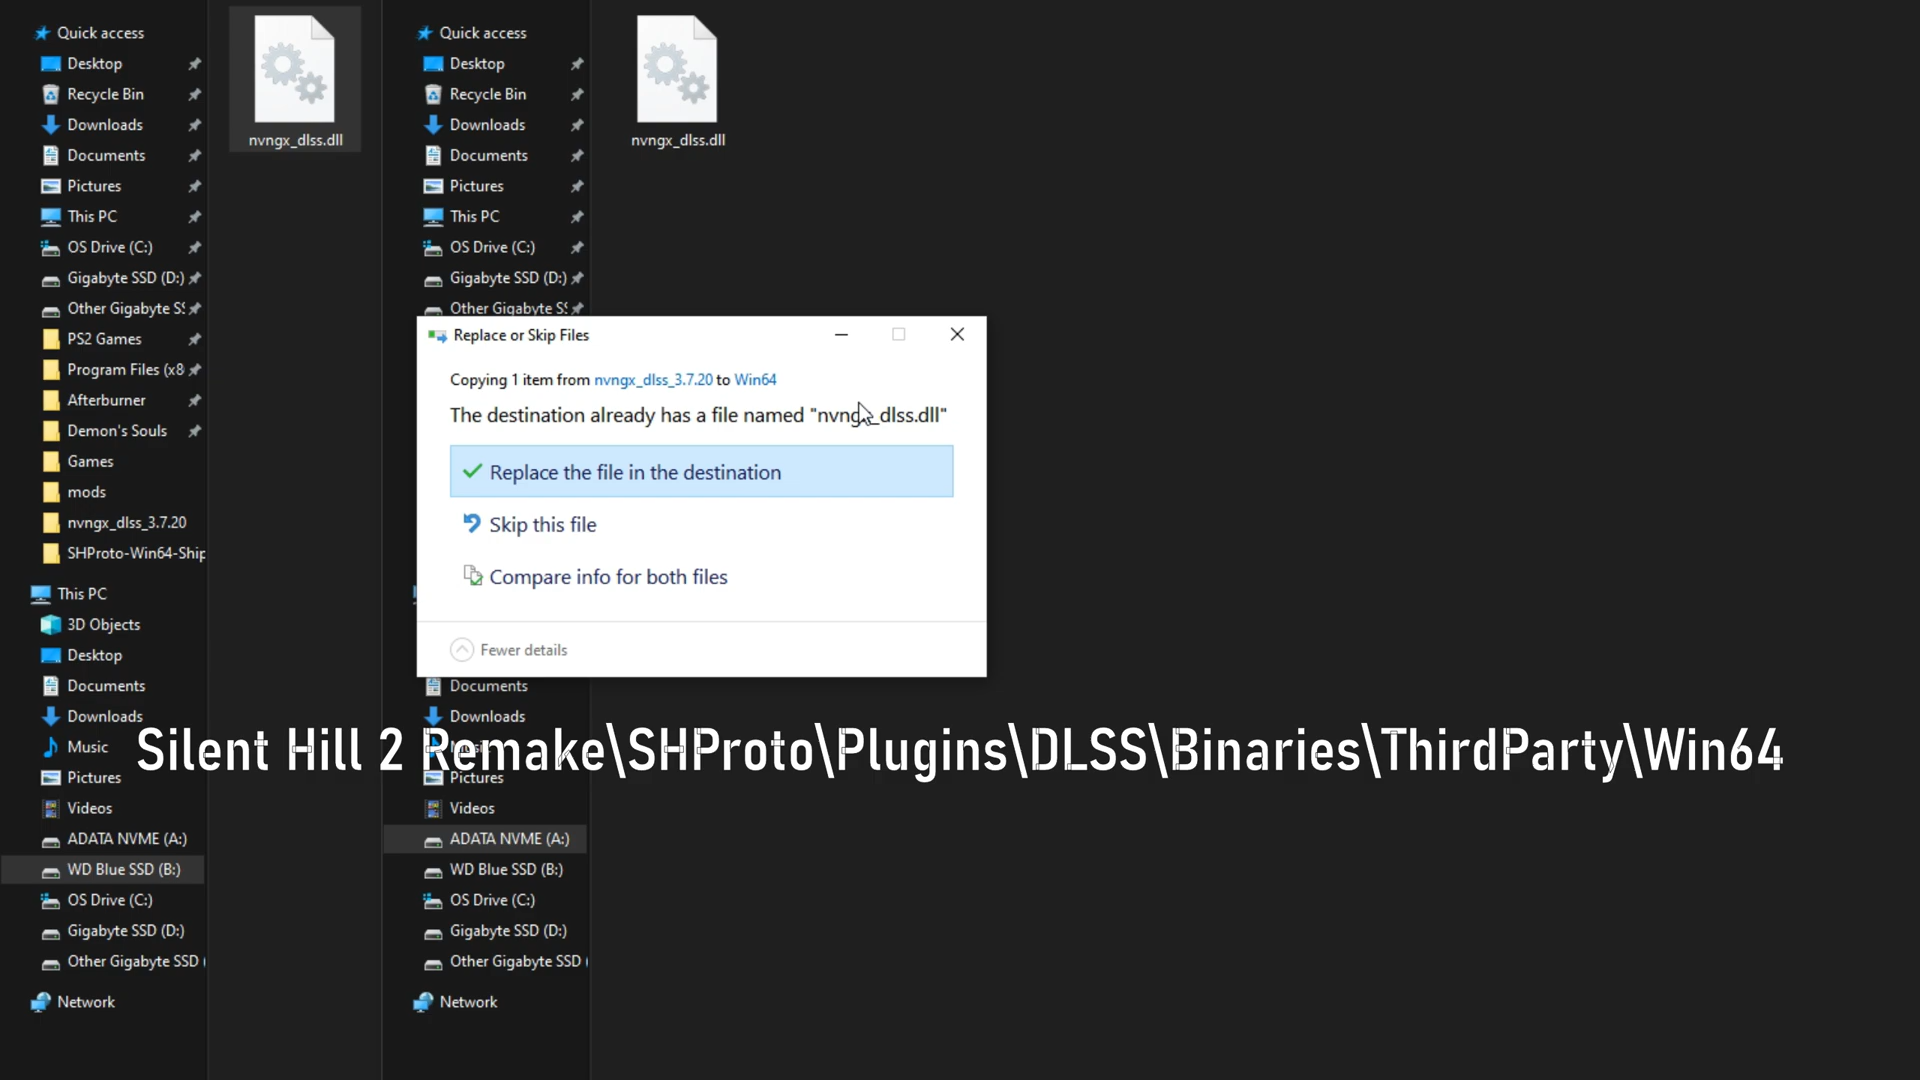 Quick access
Desktop
Recycle Bin
Downloads
Documents
Pictures
This PC
OS Drive (C:)
Gigabyte SSD (D:)
Other Gigabyte SS
PS2 Games
Program Files (x8
Afterburner
Demon's Souls
Games
mods
nvngx_dlss_3.7.20
SHProto-Win64-Ship
This PC
3D Objects
Desktop
Documents
Downloads
Music
Pictures
Videos
ADATA NVME (A:)
WD Blue SSD (B:)
OS Drive (C:)
Gigabyte SSD (D:)
Other Gigabyte SSD (
Network
nvngx_dlss.dll
Quick access
Desktop
Recycle Bin
Downloads
Documents
Pictures
This PC
OS Drive (C:)
Gigabyte SSD (D:)
Other Gigabyte SS
Documents
Downloads
Music
Pictures
Videos
ADATA NVME (A:)
WD Blue SSD (B:)
OS Drive (C:)
Gigabyte SSD (D:)
Other Gigabyte SSD (
Network
nvngx_dlss.dll
Replace or Skip Files
Copying 1 item from nvngx_dlss_3.7.20 to Win64
The destination already has a file named "nvngx_dlss.dll"
Replace the file in the destination
Skip this file
Compare info for both files
Fewer details
Silent Hill 2 Remake\SHProto\Plugins\DLSS\Binaries\ThirdParty\Win64